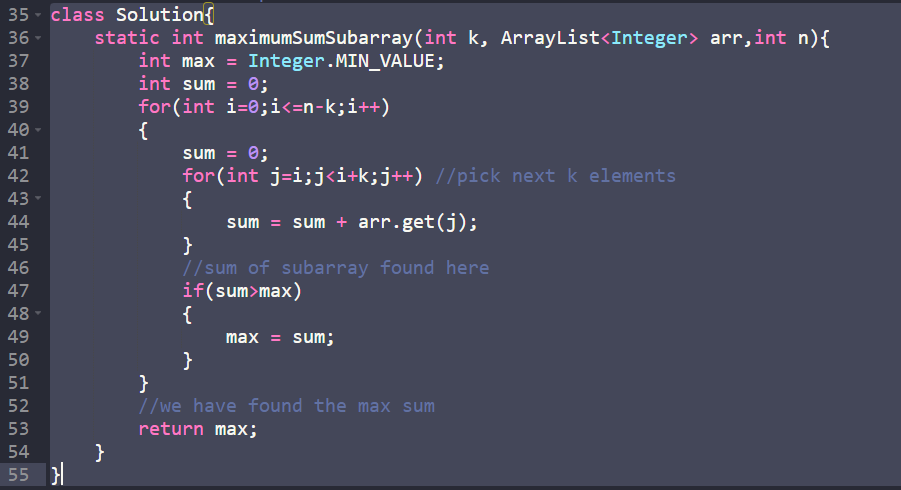 35 class Solution{
36     static int maximumSumSubarray(int k, ArrayList<Integer> arr,int n){
37         int max = Integer.MIN_VALUE;
38         int sum = 0;
39         for(int i=0;i<=n-k;i++)
40         {
41             sum = 0;
42             for(int j=i;j<i+k;j++) //pick next k elements
43             {
44                 sum = sum + arr.get(j);
45             }
46             //sum of subarray found here
47             if(sum>max)
48             {
49                 max = sum;
50             }
51         }
52         //we have found the max sum
53         return max;
54     }
55 }